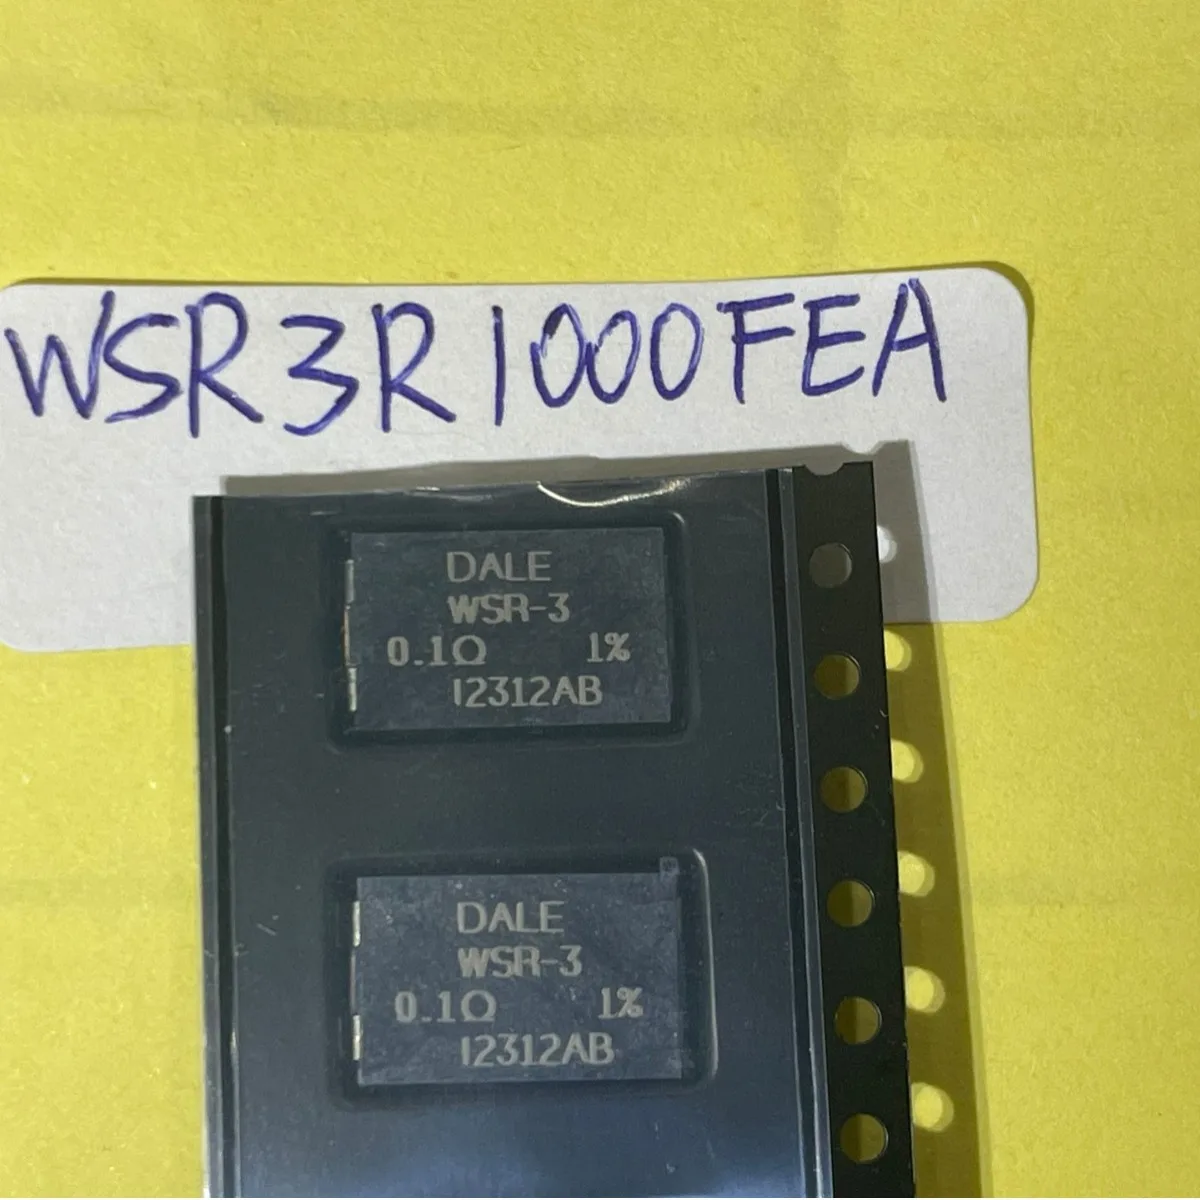 WSR3R1000FEA
DALE
WSR-3
0.1Ω 1%
12312AB
DALE
WSR-3
0.1Ω 1%
12312AB